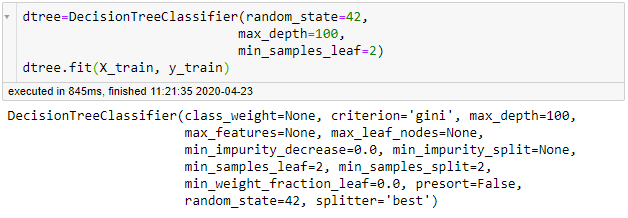 dtree=DecisionTreeClassifier(random_state=42,
max_depth=100,
min_samples_leaf=2)
dtree.fit(X_train, y_train)
executed in 845ms, finished 11:21:35 2020-04-23
DecisionTreeClassifier(class_weight=None, criterion='gini', max_depth=100,
max_features=None, max_leaf_nodes=None,
min_impurity_decrease=0.0, min_impurity_split=None,
min_samples_leaf=2, min_samples_split=2,
min_weight_fraction_leaf=0.0, presort=False,
random_state=42, splitter='best')